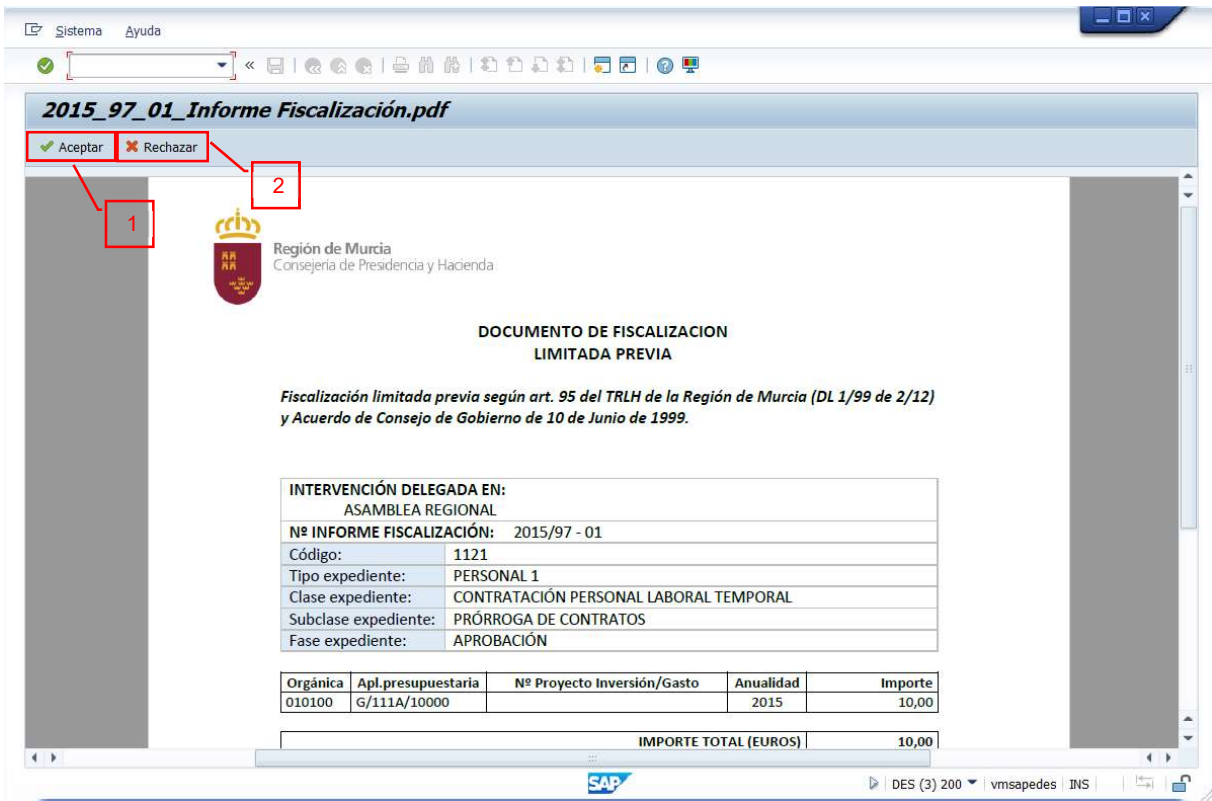 Sistema Ayuda
2015_97_01_Informe Fiscalización.pdf
Aceptar Rechazar
2
1
Región de Murcia
Consejería de Presidencia y Hacienda
DOCUMENTO DE FISCALIZACION
LIMITADA PREVIA
Fiscalización limitada previa según art. 95 del TRLH de la Región de Murcia (DL 1/99 de 2/12)
y Acuerdo de Consejo de Gobierno de 10 de Junio de 1999.
INTERVENCIÓN DELEGADA EN:
ASAMBLEA REGIONAL
Nº INFORME FISCALIZACIÓN: 2015/97 - 01
Código: 1121
Tipo expediente: PERSONAL 1
Clase expediente: CONTRATACIÓN PERSONAL LABORAL TEMPORAL
Subclase expediente: PRÓRROGA DE CONTRATOS
Fase expediente: APROBACIÓN
Orgánica Apl.presupuestaria Nº Proyecto Inversión/Gasto Anualidad Importe
010100 G/111A/10000 2015 10,00
IMPORTE TOTAL (EUROS) 10,00
SAP DES (3) 200 vmsapedes INS